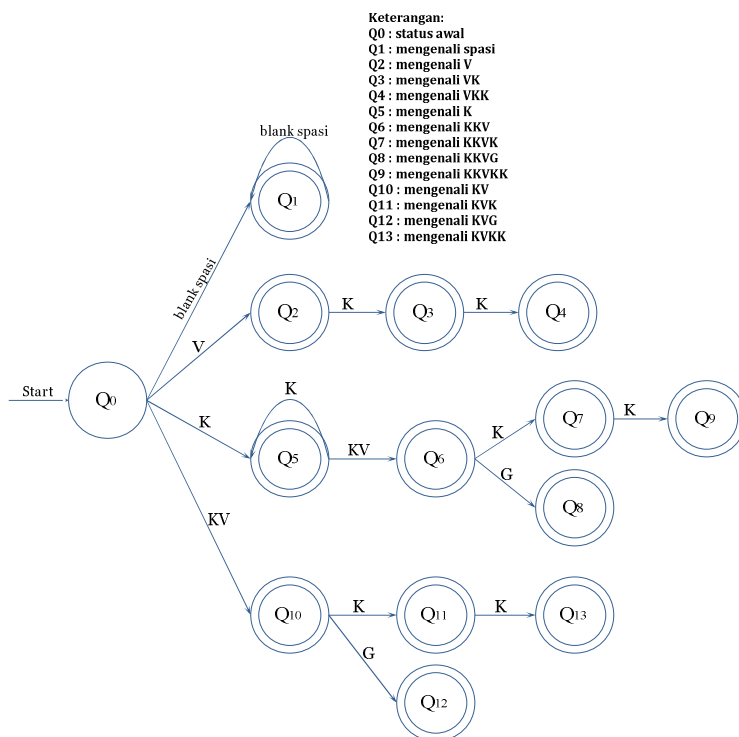 Keterangan:
Q0 : status awal
Q1 : mengenali spasi
Q2 : mengenali V
Q3 : mengenali VK
Q4 : mengenali VKK
Q5 : mengenali K
Q6 : mengenali KKV
Q7 : mengenali KKVK
Q8 : mengenali KKVG
Q9 : mengenali KKVKK
Q10 : mengenali KV
Q11 : mengenali KVK
Q12 : mengenali KVG
Q13 : mengenali KVKK
blank spasi
Q1
blank spasi
Q2
K
Q3
K
Q4
V
Start
Q0
K
K
Q5
KV
Q6
K
Q7
K
Q9
G
Q8
KV
Q10
K
Q11
K
Q13
G
Q12